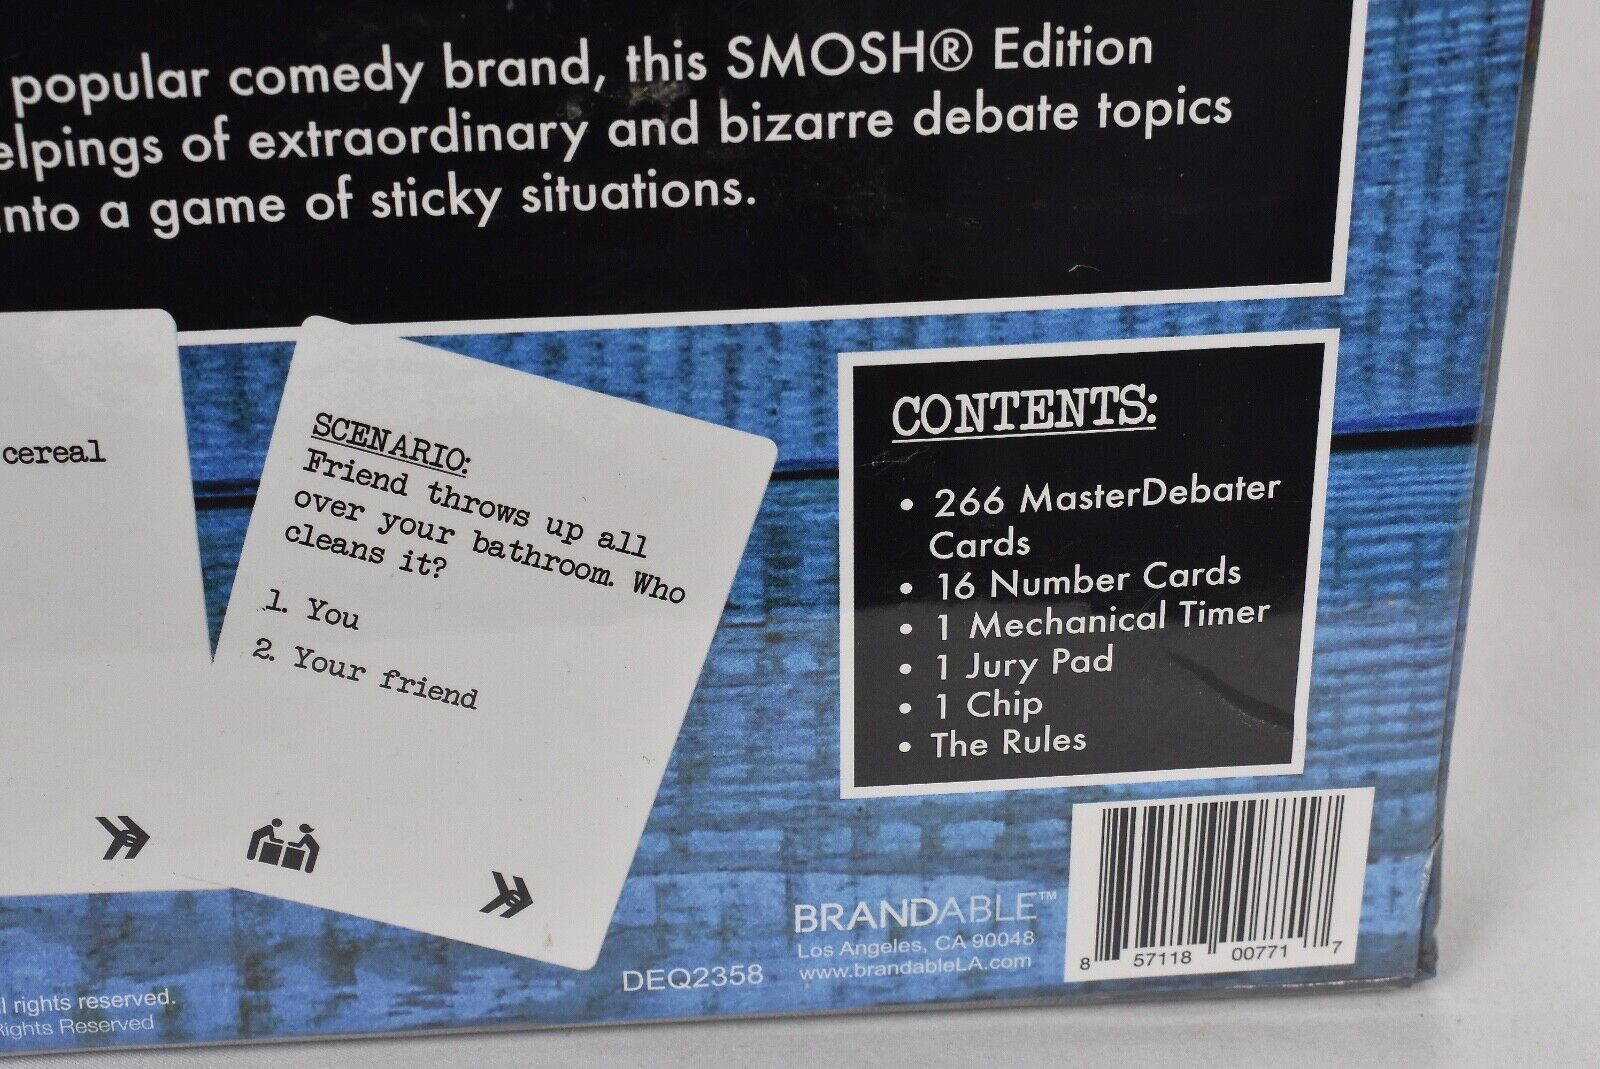 popular comedy brand, this SMOSH® Edition
elpings of extraordinary and bizarre debate topics
into a game of sticky situations.
cereal
SCENARIO:
Friend throws up all
over your bathroom. Who
cleans it?
1. You
2. Your friend
CONTENTS:
• 266 MasterDebater
Cards
• 16 Number Cards
• 1 Mechanical Timer
• 1 Jury Pad
• 1 Chip
• The Rules
BRANDABLE™
Los Angeles, CA 90048
www.brandableLA.com
DEQ2358
8 57118 00771 7
l rights reserved.
Rights Reserved